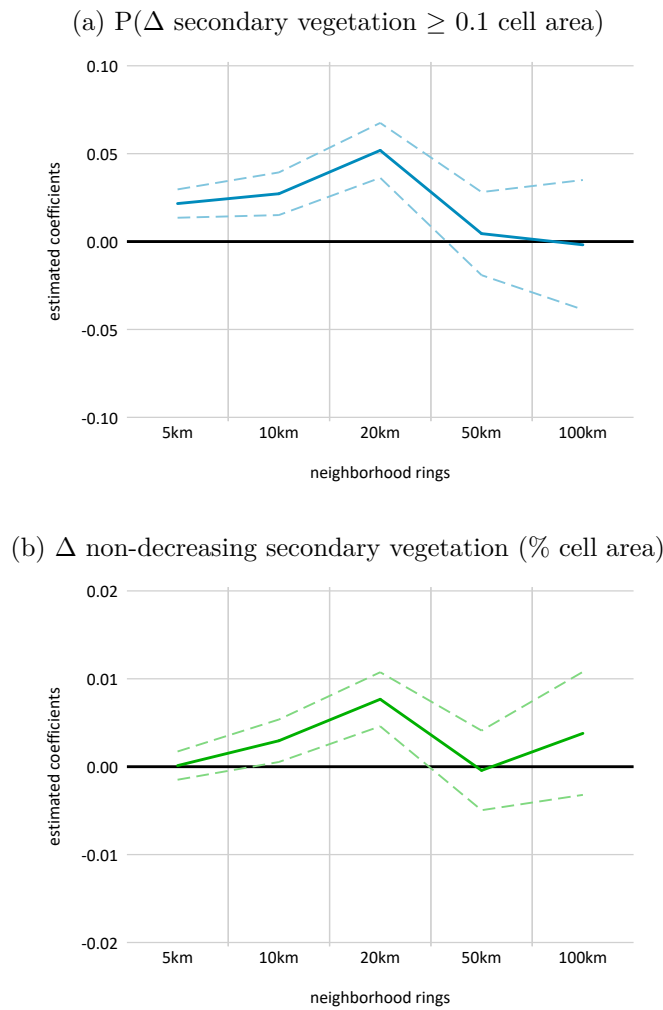 (a) P(Δ secondary vegetation ≥ 0.1 cell area)
0.10
0.05
0.00
-0.05
-0.10
estimated coefficients
5km 10km 20km 50km 100km
neighborhood rings
(b) Δ non-decreasing secondary vegetation (% cell area)
0.02
0.01
0.00
-0.01
-0.02
estimated coefficients
5km 10km 20km 50km 100km
neighborhood rings